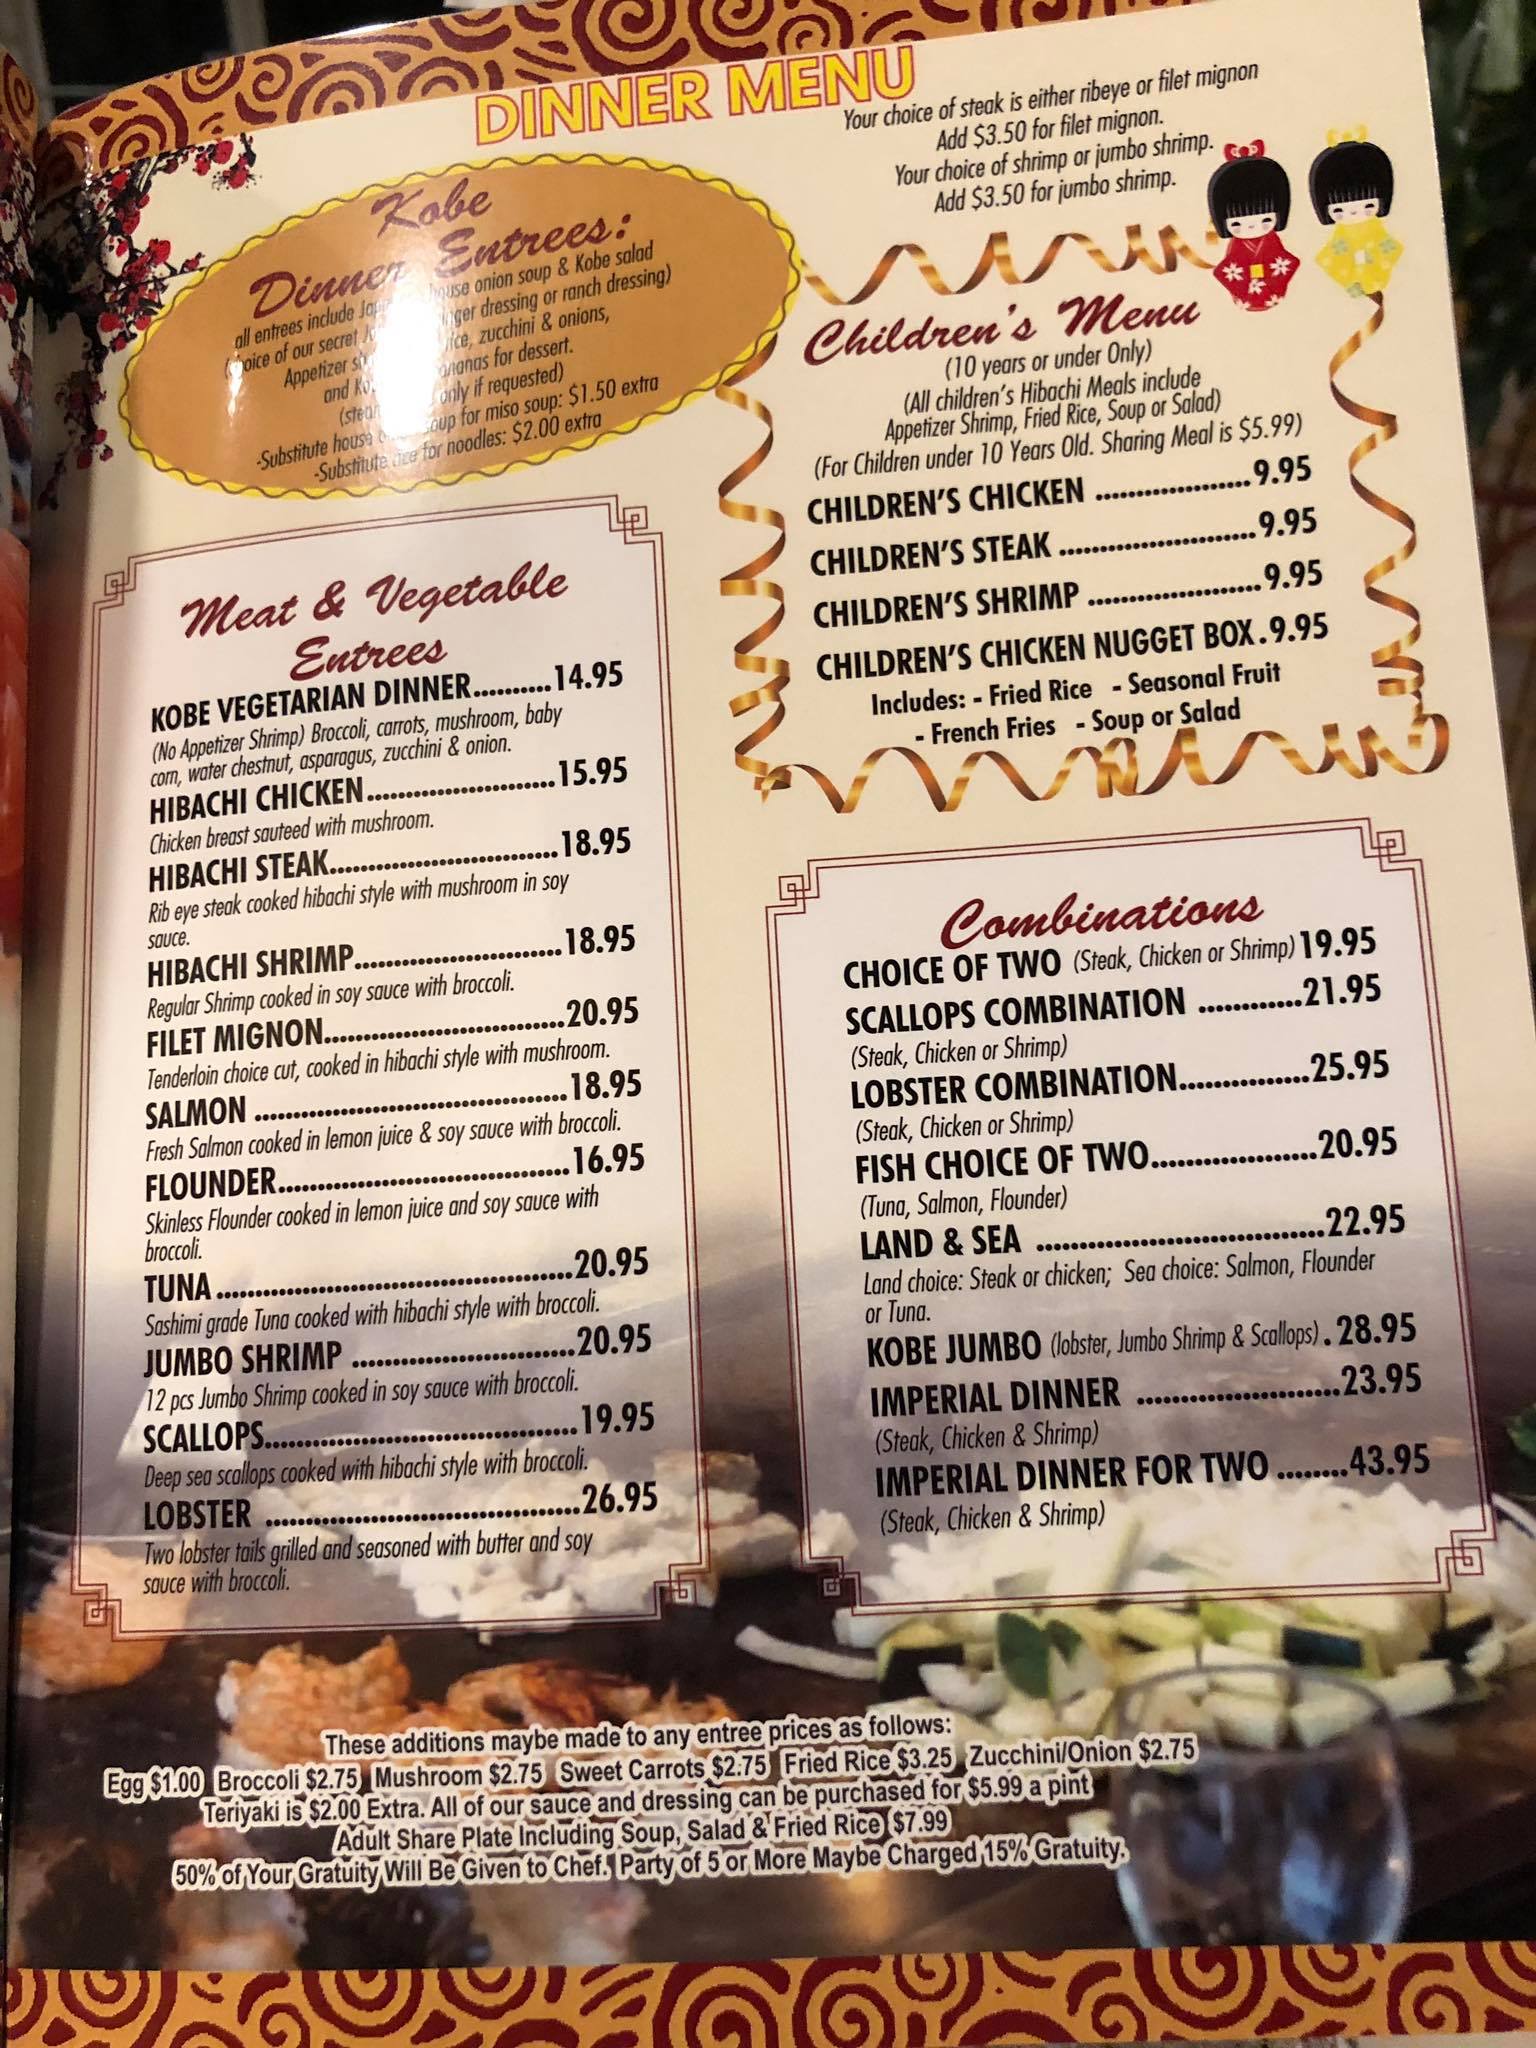 DINNER MENU
Your choice of steak is either ribeye or filet mignon
Add $3.50 for filet mignon.
Your choice of shrimp or jumbo shrimp.
Add $3.50 for jumbo shrimp.
Kobe
Dinner Entrees:
all entrees include house onion soup & Kobe salad
(choice of our secret dressing or ranch dressing)
Appetizer zucchini & onions,
and for dessert.
only if requested)
-Substitute house soup for miso soup: $1.50 extra
-Substitute rice for noodles: $2.00 extra
Children's Menu
(10 years or under Only)
(All children's Hibachi Meals include
Appetizer Shrimp, Fried Rice, Soup or Salad)
(For Children under 10 Years Old. Sharing Meal is $5.99)
CHILDREN'S CHICKEN ....................9.95
CHILDREN'S STEAK .........................9.95
CHILDREN'S SHRIMP ......................9.95
CHILDREN'S CHICKEN NUGGET BOX.9.95
Includes: - Fried Rice - Seasonal Fruit
- French Fries - Soup or Salad
Meat & Vegetable
Entrees
KOBE VEGETARIAN DINNER..........14.95
(No Appetizer Shrimp) Broccoli, carrots, mushroom, baby
corn, water chestnut, asparagus, zucchini & onion.
HIBACHI CHICKEN........................15.95
Chicken breast sauteed with mushroom.
HIBACHI STEAK.............................18.95
Rib eye steak cooked hibachi style with mushroom in soy
sauce.
HIBACHI SHRIMP..........................18.95
Regular Shrimp cooked in soy sauce with broccoli.
FILET MIGNON..............................20.95
Tenderloin choice cut, cooked in hibachi style with mushroom.
SALMON .......................................18.95
Fresh Salmon cooked in lemon juice & soy sauce with broccoli.
FLOUNDER.....................................16.95
Skinless Flounder cooked in lemon juice and soy sauce with
broccoli.
TUNA.............................................20.95
Sashimi grade Tuna cooked with hibachi style with broccoli.
JUMBO SHRIMP ............................20.95
12 pcs Jumbo Shrimp cooked in soy sauce with broccoli.
SCALLOPS.......................................19.95
Deep sea scallops cooked with hibachi style with broccoli.
LOBSTER .......................................26.95
Two lobster tails grilled and seasoned with butter and soy
sauce with broccoli.
Combinations
CHOICE OF TWO (Steak, Chicken or Shrimp) 19.95
SCALLOPS COMBINATION ............21.95
(Steak, Chicken or Shrimp)
LOBSTER COMBINATION...............25.95
(Steak, Chicken or Shrimp)
FISH CHOICE OF TWO...................20.95
(Tuna, Salmon, Flounder)
LAND & SEA .................................22.95
Land choice: Steak or chicken; Sea choice: Salmon, Flounder
or Tuna.
KOBE JUMBO (lobster, Jumbo Shrimp & Scallops). 28.95
IMPERIAL DINNER .......................23.95
(Steak, Chicken & Shrimp)
IMPERIAL DINNER FOR TWO ........43.95
(Steak, Chicken & Shrimp)
These additions maybe made to any entree prices as follows:
Egg $1.00 Broccoli $2.75 Mushroom $2.75 Sweet Carrots $2.75 Fried Rice $3.25 Zucchini/Onion $2.75
Teriyaki is $2.00 Extra. All of our sauce and dressing can be purchased for $5.99 a pint
Adult Share Plate Including Soup, Salad & Fried Rice $7.99
50% of Your Gratuity Will Be Given to Chef. Party of 5 or More Maybe Charged 15% Gratuity.